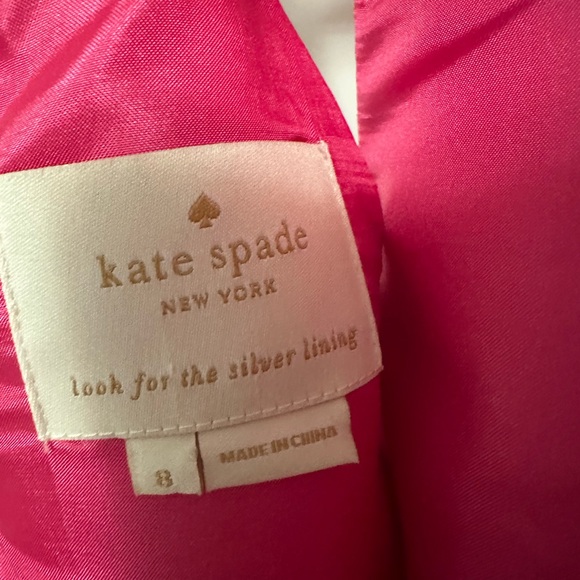 kate spade
NEW YORK
look for the silver lining
8
MADE IN CHINA